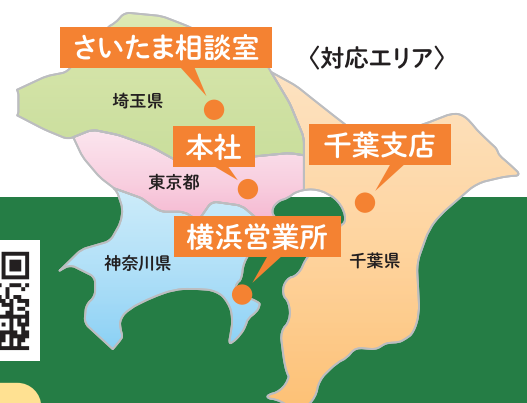 さいたま相談室
〈対応エリア〉
埼玉県
本社
千葉支店
東京都
横浜営業所
神奈川県
千葉県